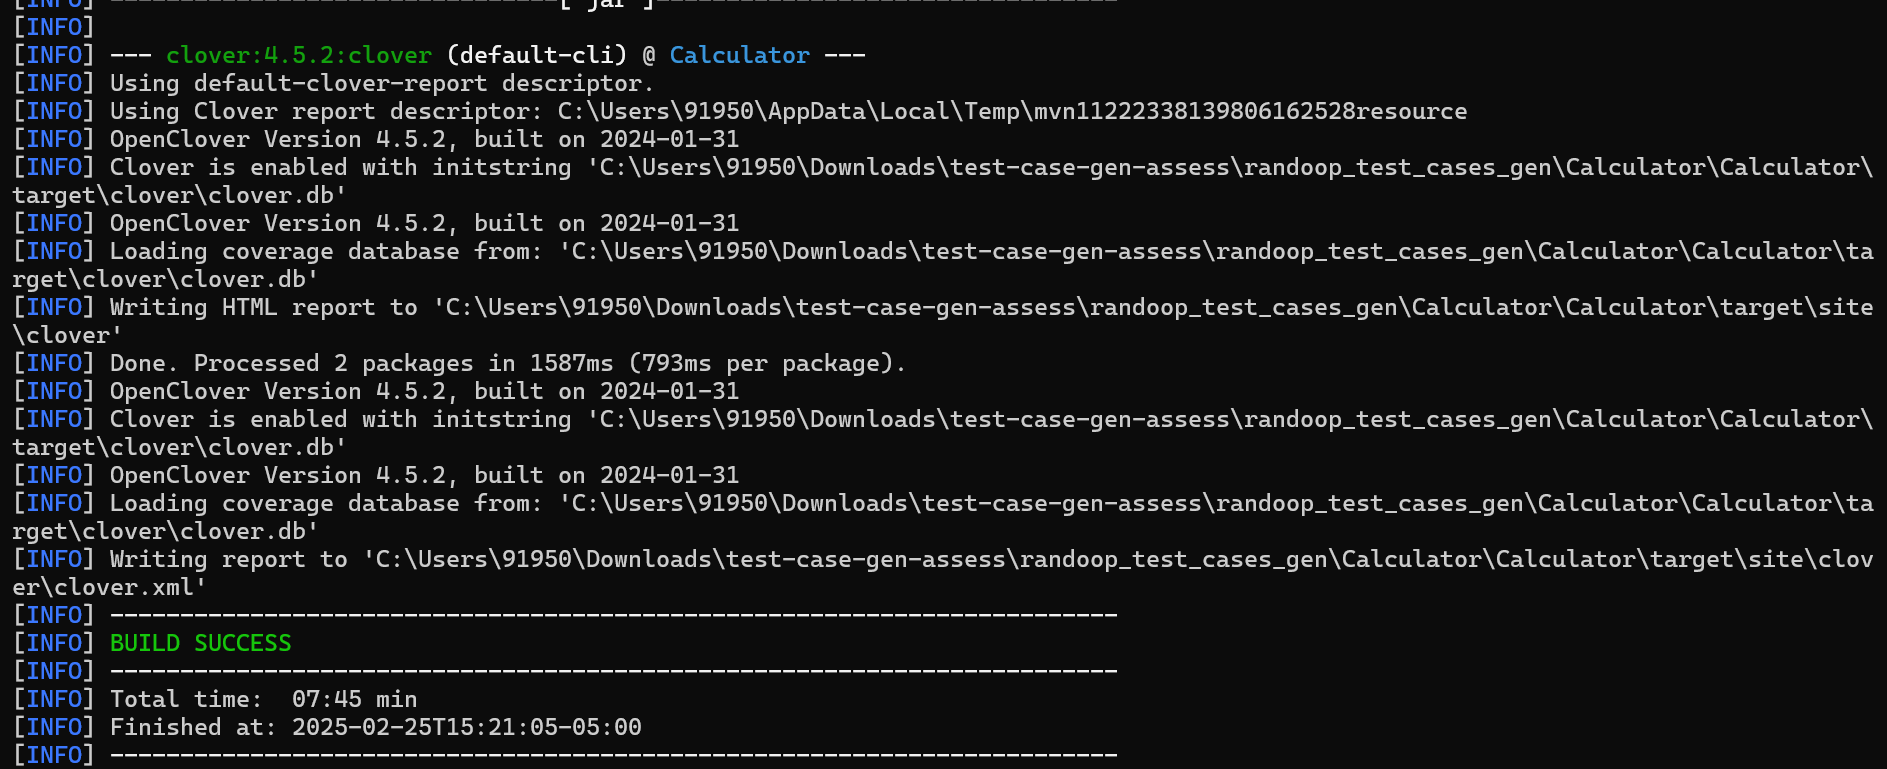 [INFO] --------------------------------[ jar ]---------------------------------
[INFO]
[INFO] --- clover:4.5.2:clover (default-cli) @ Calculator ---
[INFO] Using default-clover-report descriptor.
[INFO] Using Clover report descriptor: C:\Users\91950\AppData\Local\Temp\mvn11222338139806162528resource
[INFO] OpenClover Version 4.5.2, built on 2024-01-31
[INFO] Clover is enabled with initstring 'C:\Users\91950\Downloads\test-case-gen-assess\randoop_test_cases_gen\Calculator\Calculator\
target\clover\clover.db'
[INFO] OpenClover Version 4.5.2, built on 2024-01-31
[INFO] Loading coverage database from: 'C:\Users\91950\Downloads\test-case-gen-assess\randoop_test_cases_gen\Calculator\Calculator\ta
rget\clover\clover.db'
[INFO] Writing HTML report to 'C:\Users\91950\Downloads\test-case-gen-assess\randoop_test_cases_gen\Calculator\Calculator\target\site
\clover'
[INFO] Done. Processed 2 packages in 1587ms (793ms per package).
[INFO] OpenClover Version 4.5.2, built on 2024-01-31
[INFO] Clover is enabled with initstring 'C:\Users\91950\Downloads\test-case-gen-assess\randoop_test_cases_gen\Calculator\Calculator\
target\clover\clover.db'
[INFO] OpenClover Version 4.5.2, built on 2024-01-31
[INFO] Loading coverage database from: 'C:\Users\91950\Downloads\test-case-gen-assess\randoop_test_cases_gen\Calculator\Calculator\ta
rget\clover\clover.db'
[INFO] Writing report to 'C:\Users\91950\Downloads\test-case-gen-assess\randoop_test_cases_gen\Calculator\Calculator\target\site\clov
er\clover.xml'
[INFO] ------------------------------------------------------------------------
[INFO] BUILD SUCCESS
[INFO] ------------------------------------------------------------------------
[INFO] Total time:  07:45 min
[INFO] Finished at: 2025-02-25T15:21:05-05:00
[INFO] ------------------------------------------------------------------------